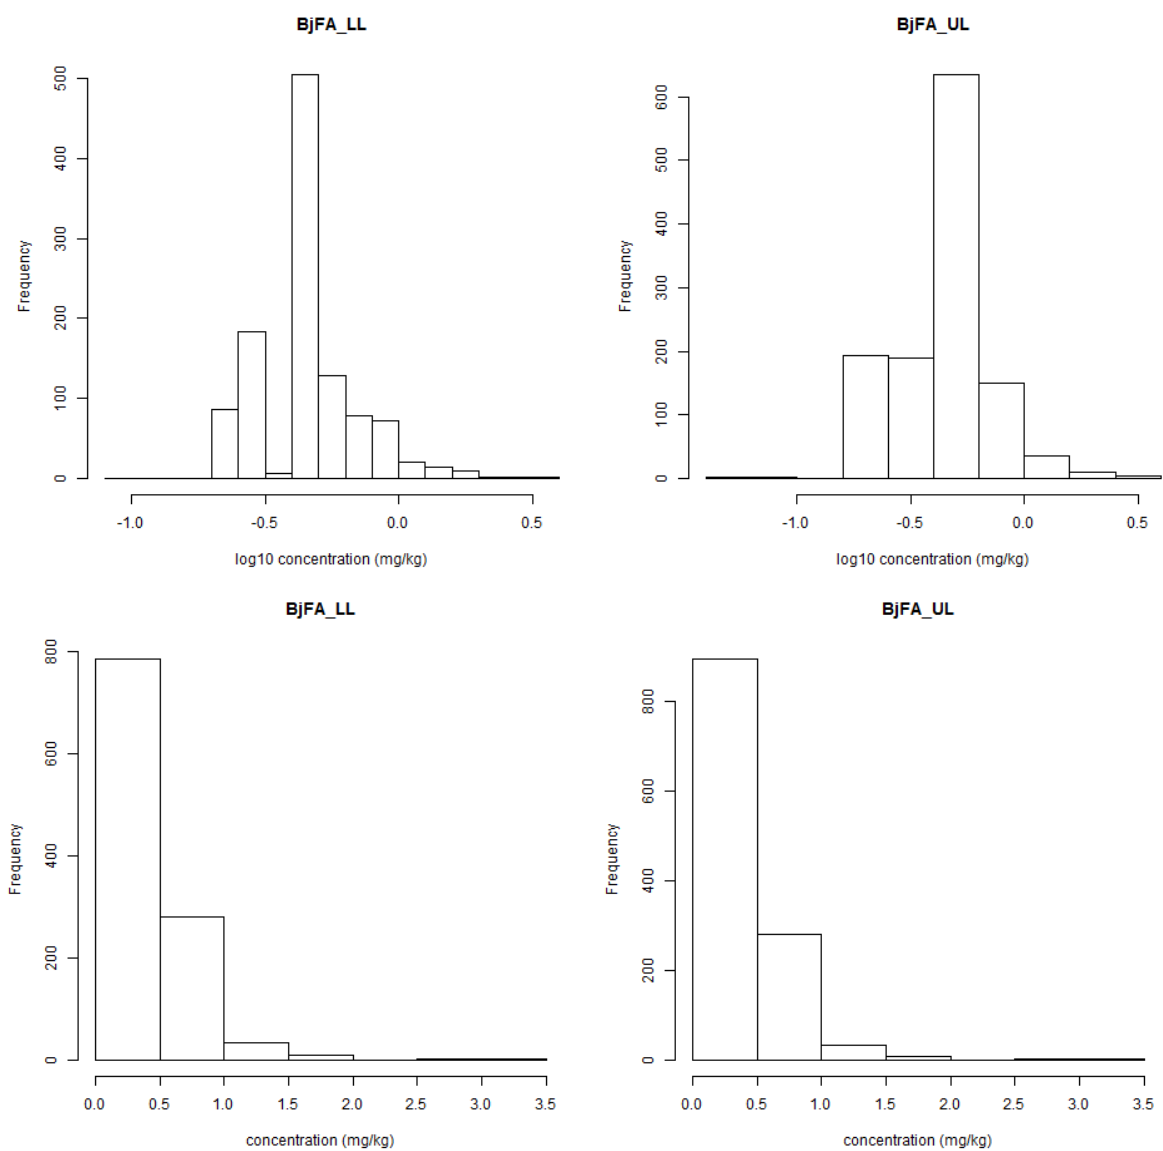 BjFA_LL
Frequency
0 100 200 300 400 500
-1.0 -0.5 0.0 0.5
log10 concentration (mg/kg)
BjFA_UL
Frequency
0 100 200 300 400 500 600
-1.0 -0.5 0.0 0.5
log10 concentration (mg/kg)
BjFA_LL
Frequency
0 200 400 600 800
0.0 0.5 1.0 1.5 2.0 2.5 3.0 3.5
concentration (mg/kg)
BjFA_UL
Frequency
0 200 400 600 800
0.0 0.5 1.0 1.5 2.0 2.5 3.0 3.5
concentration (mg/kg)